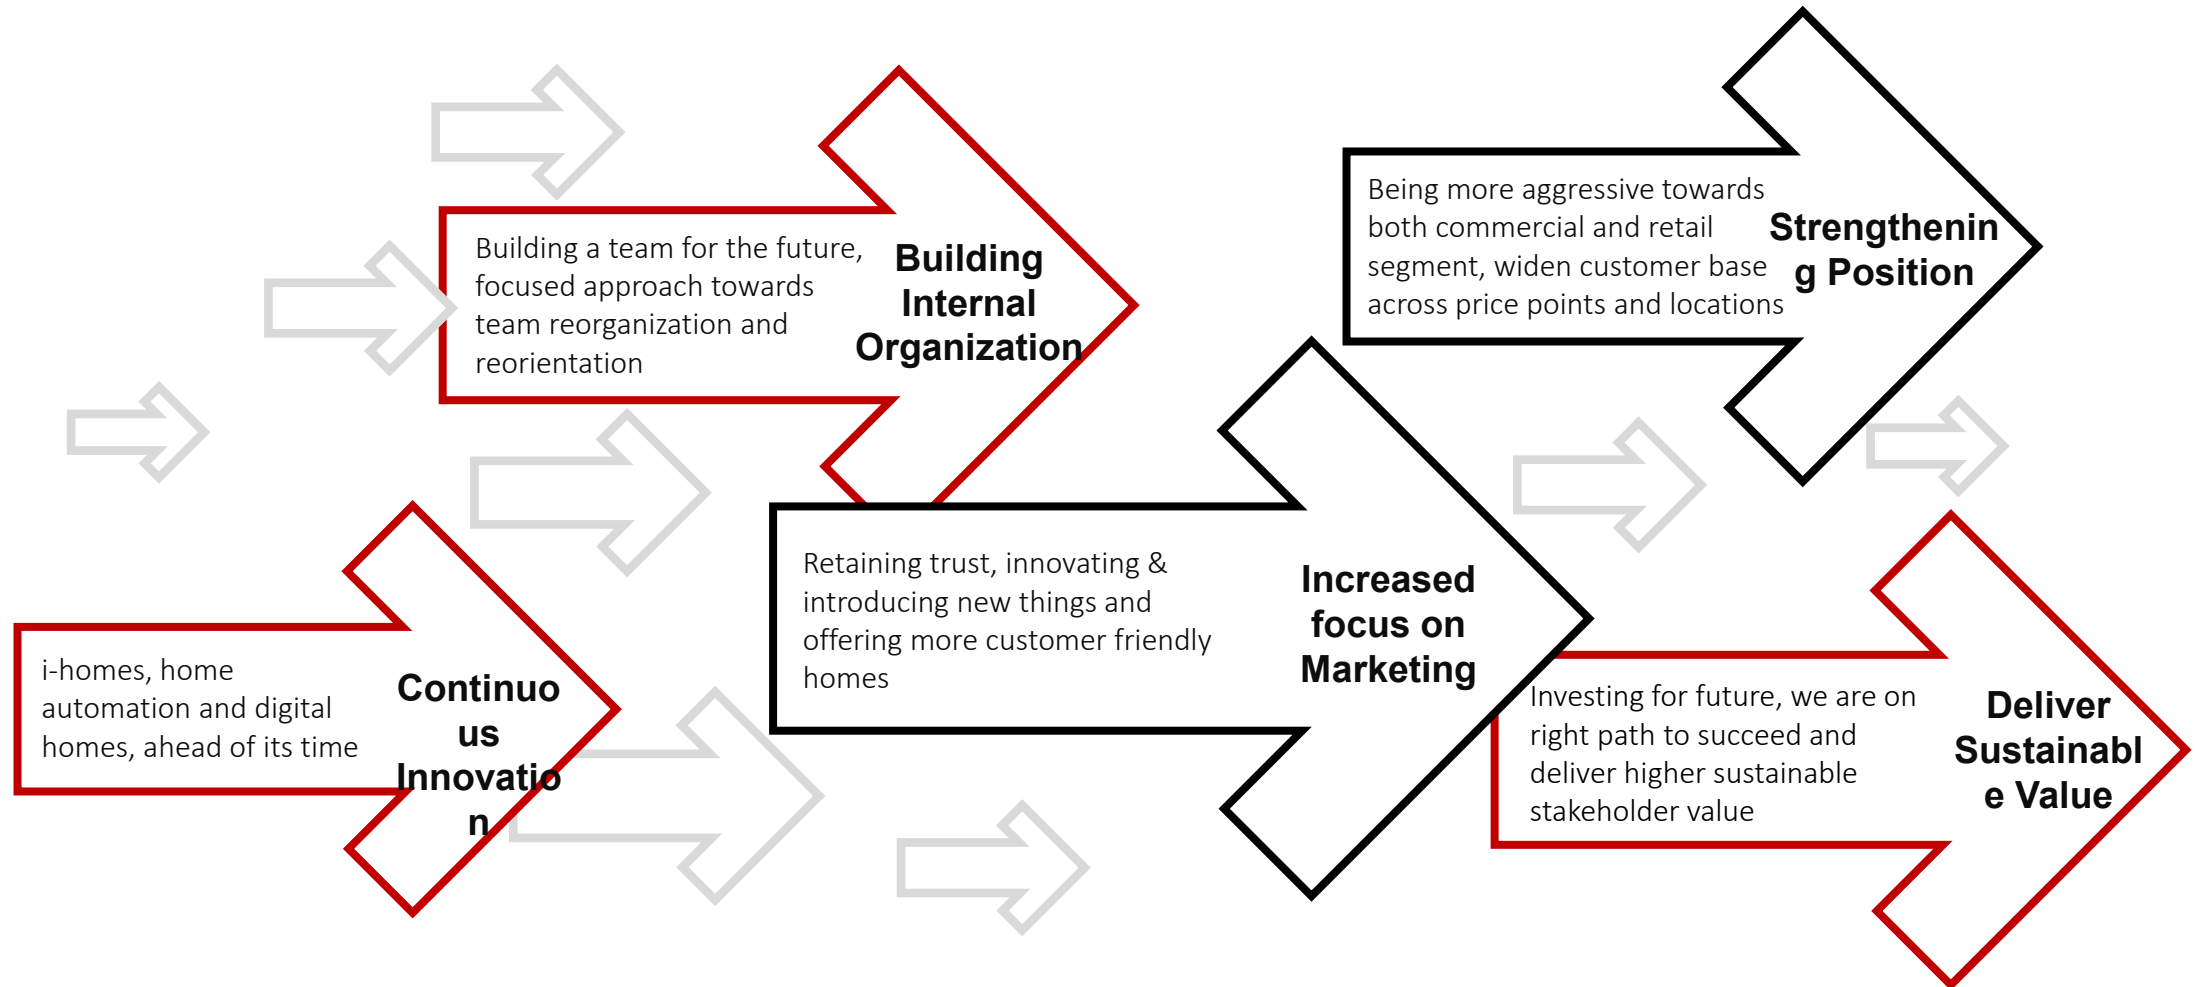 i-homes, home
automation and digital
homes, ahead of its time
Continuo
us
Innovatio
n
Building a team for the future,
focused approach towards
team reorganization and
reorientation
Building
Internal
Organization
Retaining trust, innovating &
introducing new things and
offering more customer friendly
homes
Increased
focus on
Marketing
Being more aggressive towards
both commercial and retail
segment, widen customer base
across price points and locations
Strengthenin
g Position
Investing for future, we are on
right path to succeed and
deliver higher sustainable
stakeholder value
Deliver
Sustainabl
e Value